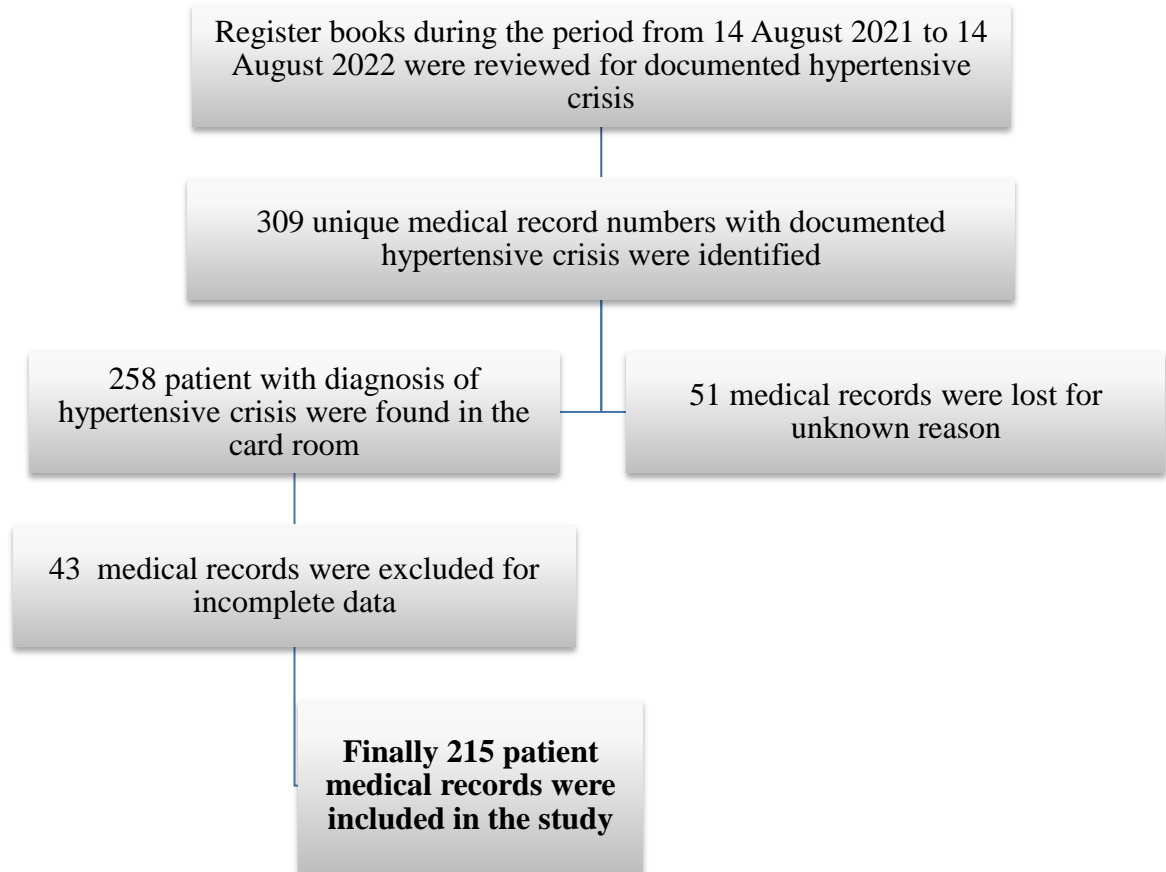 Register books during the period from 14 August 2021 to 14
August 2022 were reviewed for documented hypertensive
crisis
309 unique medical record numbers with documented
hypertensive crisis were identified
258 patient with diagnosis of
hypertensive crisis were found in the
card room
51 medical records were lost for
unknown reason
43 medical records were excluded for
incomplete data
Finally 215 patient
medical records were
included in the study